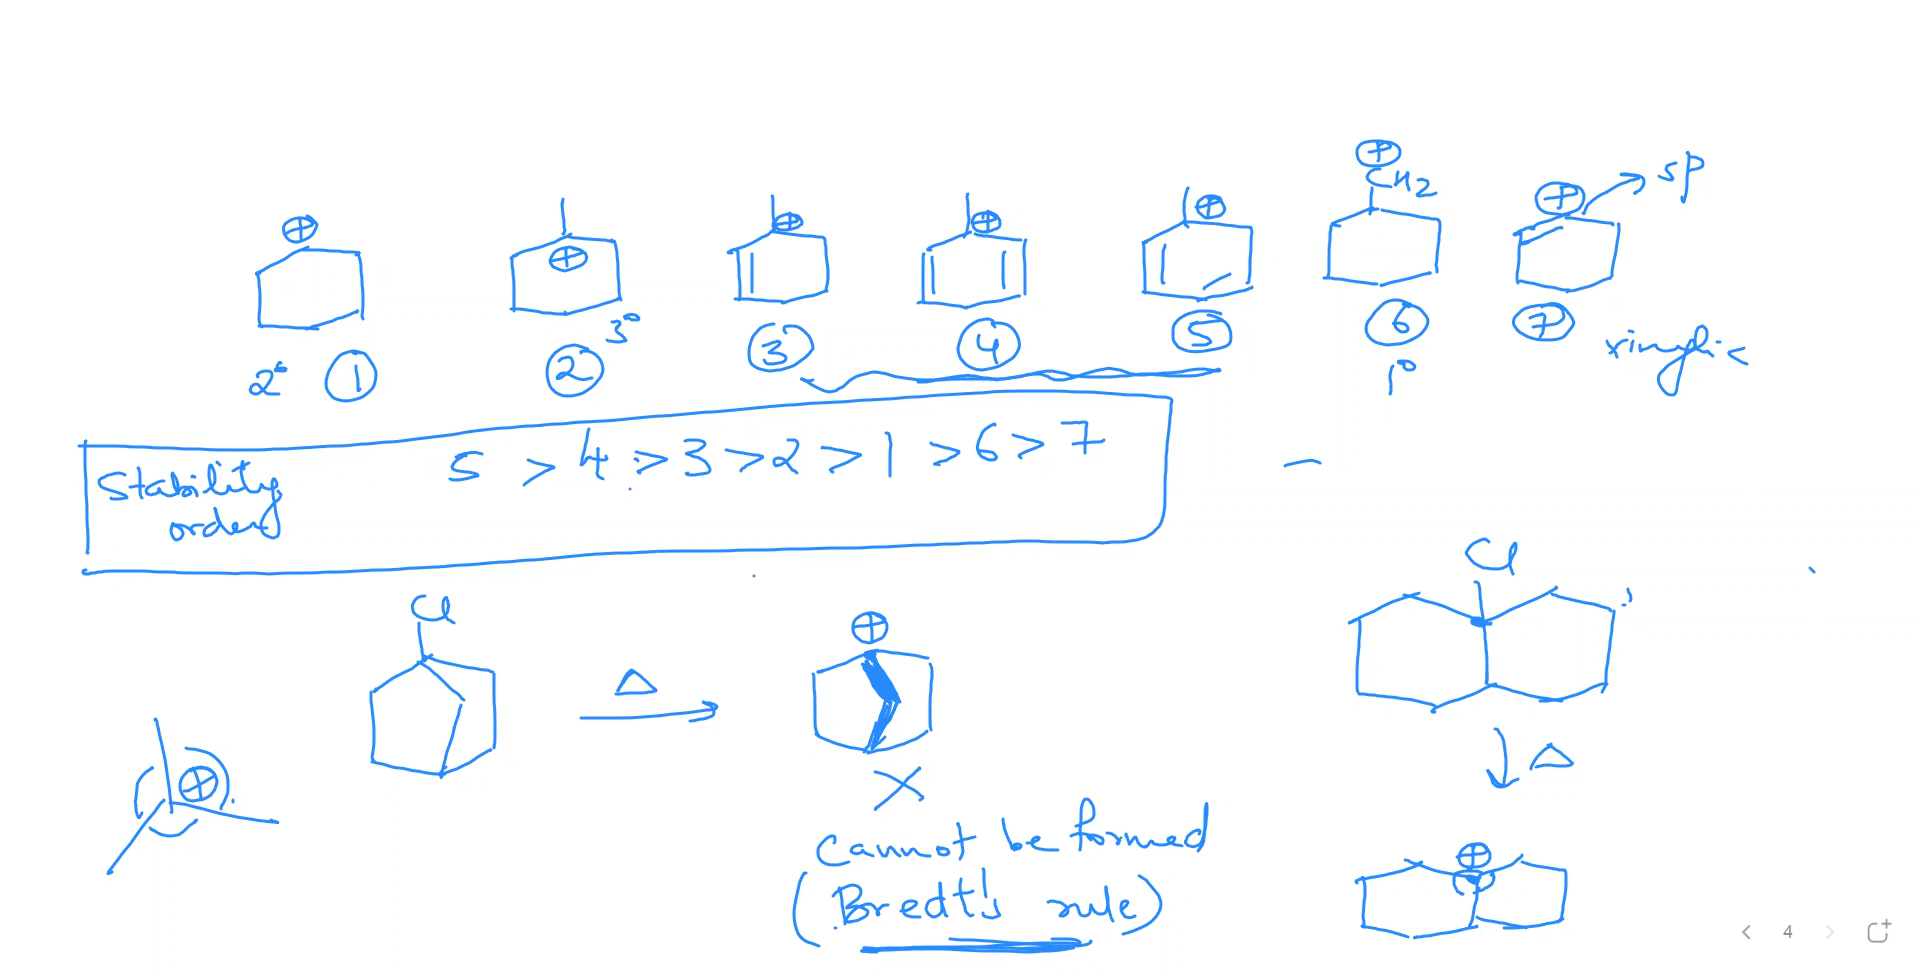 ⊕
CH2
⊕ → sp
⊕
⊕
⊕
⊕
⊕
2° ①
3°
②
③
④
⑤
⑥
1°
⑦
vinylic
Stability order
5 > 4 > 3 > 2 > 1 > 6 > 7
Cl
Δ
⊕
X
Cannot be formed
(Bredt's rule)
⊕
Cl
Δ
⊕
4